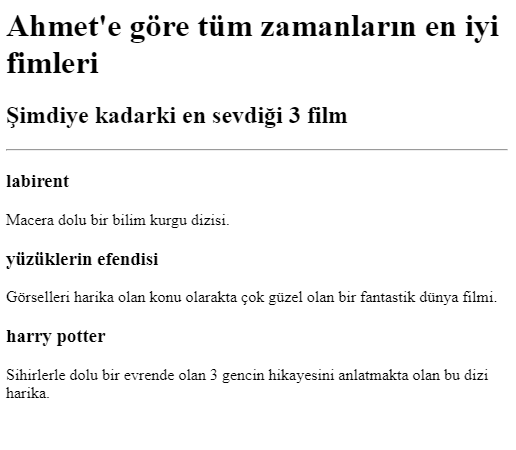 Ahmet'e göre tüm zamanların en iyi
fimleri
Şimdiye kadarki en sevdiği 3 film
labirent
Macera dolu bir bilim kurgu dizisi.
yüzüklerin efendisi
Görselleri harika olan konu olarakta çok güzel olan bir fantastik dünya filmi.
harry potter
Sihirlerle dolu bir evrende olan 3 gencin hikayesini anlatmakta olan bu dizi
harika.